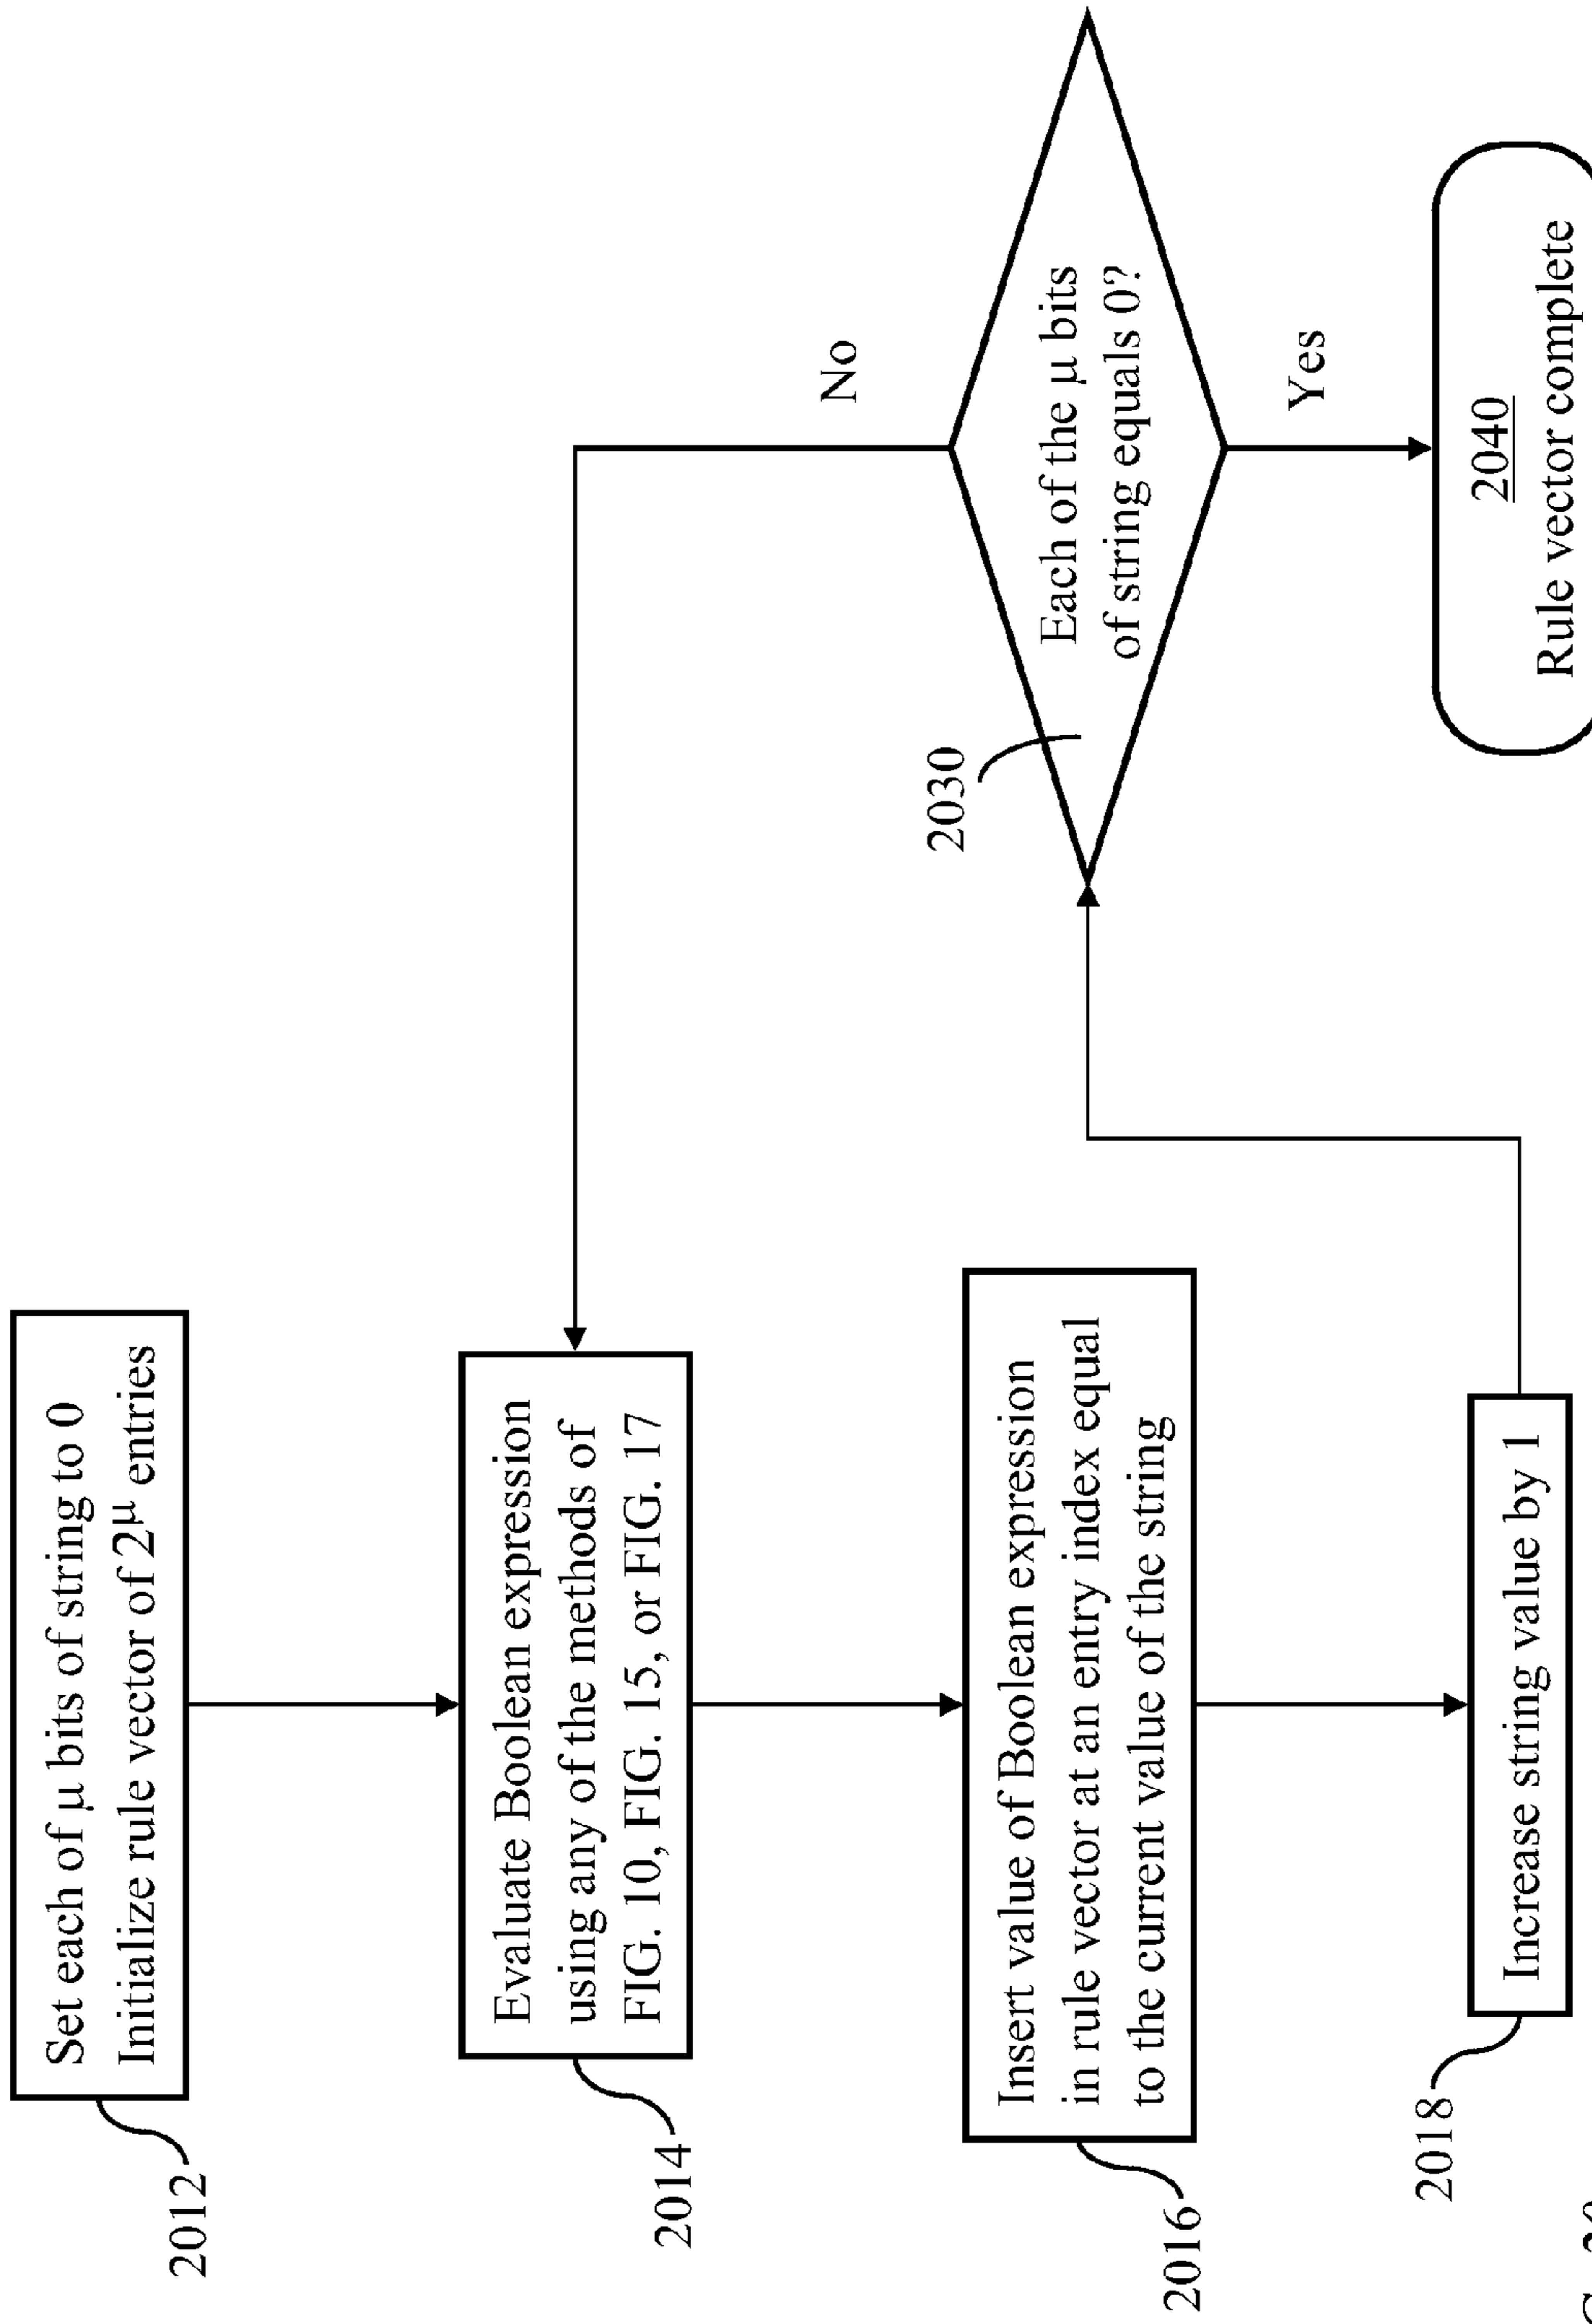 2012
Set each of μ bits of string to 0
Initialize rule vector of 2^μ entries
2014
Evaluate Boolean expression
using any of the methods of
FIG. 10, FIG. 15, or FIG. 17
2016
Insert value of Boolean expression
in rule vector at an entry index equal
to the current value of the string
2018
Increase string value by 1
No
2030
Each of the μ bits
of string equals 0?
Yes
2040
Rule vector complete